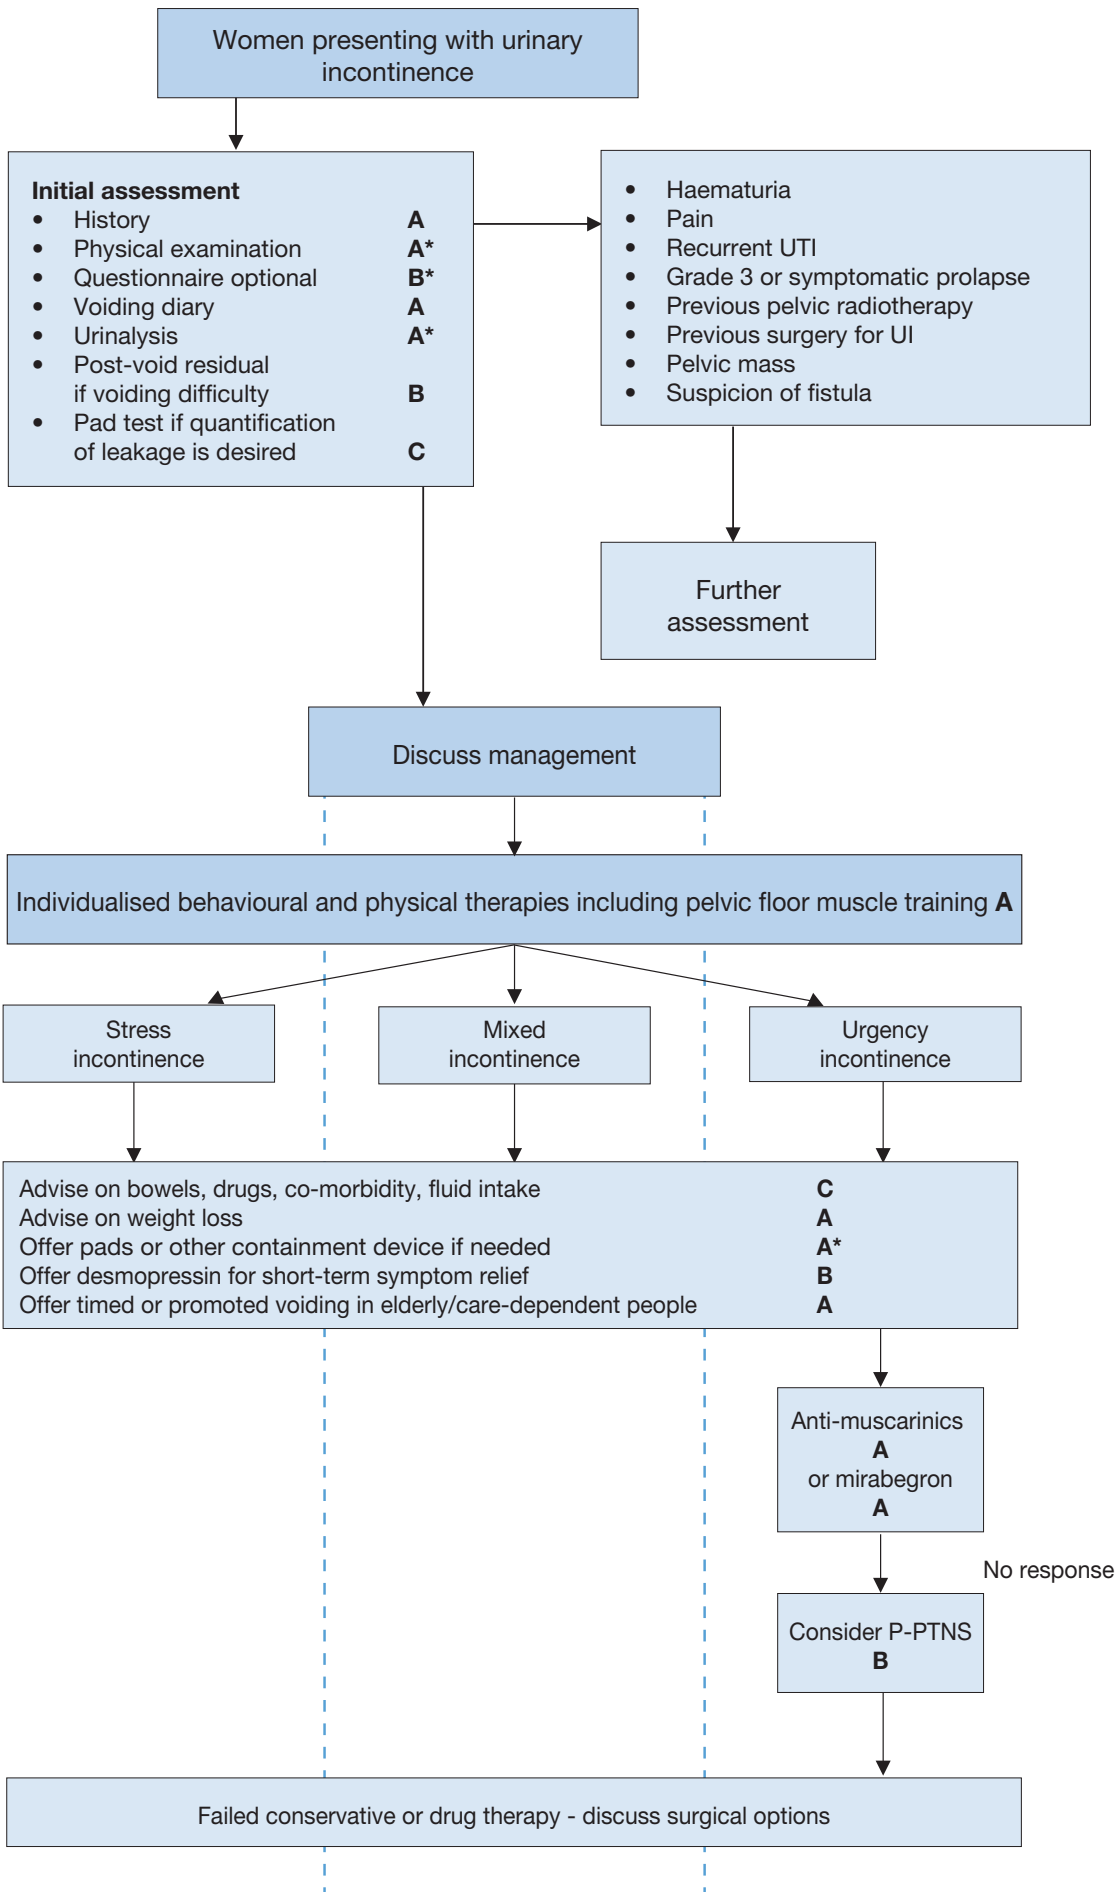 Women presenting with urinary
incontinence
Initial assessment
• History A
• Physical examination A*
• Questionnaire optional B*
• Voiding diary A
• Urinalysis A*
• Post-void residual
if voiding difficulty B
• Pad test if quantification
of leakage is desired C
• Haematuria
• Pain
• Recurrent UTI
• Grade 3 or symptomatic prolapse
• Previous pelvic radiotherapy
• Previous surgery for UI
• Pelvic mass
• Suspicion of fistula
Further
assessment
Discuss management
Individualised behavioural and physical therapies including pelvic floor muscle training A
Stress
incontinence
Mixed
incontinence
Urgency
incontinence
Advise on bowels, drugs, co-morbidity, fluid intake C
Advise on weight loss A
Offer pads or other containment device if needed A*
Offer desmopressin for short-term symptom relief B
Offer timed or promoted voiding in elderly/care-dependent people A
Anti-muscarinics
A
or mirabegron
A
No response
Consider P-PTNS
B
Failed conservative or drug therapy - discuss surgical options